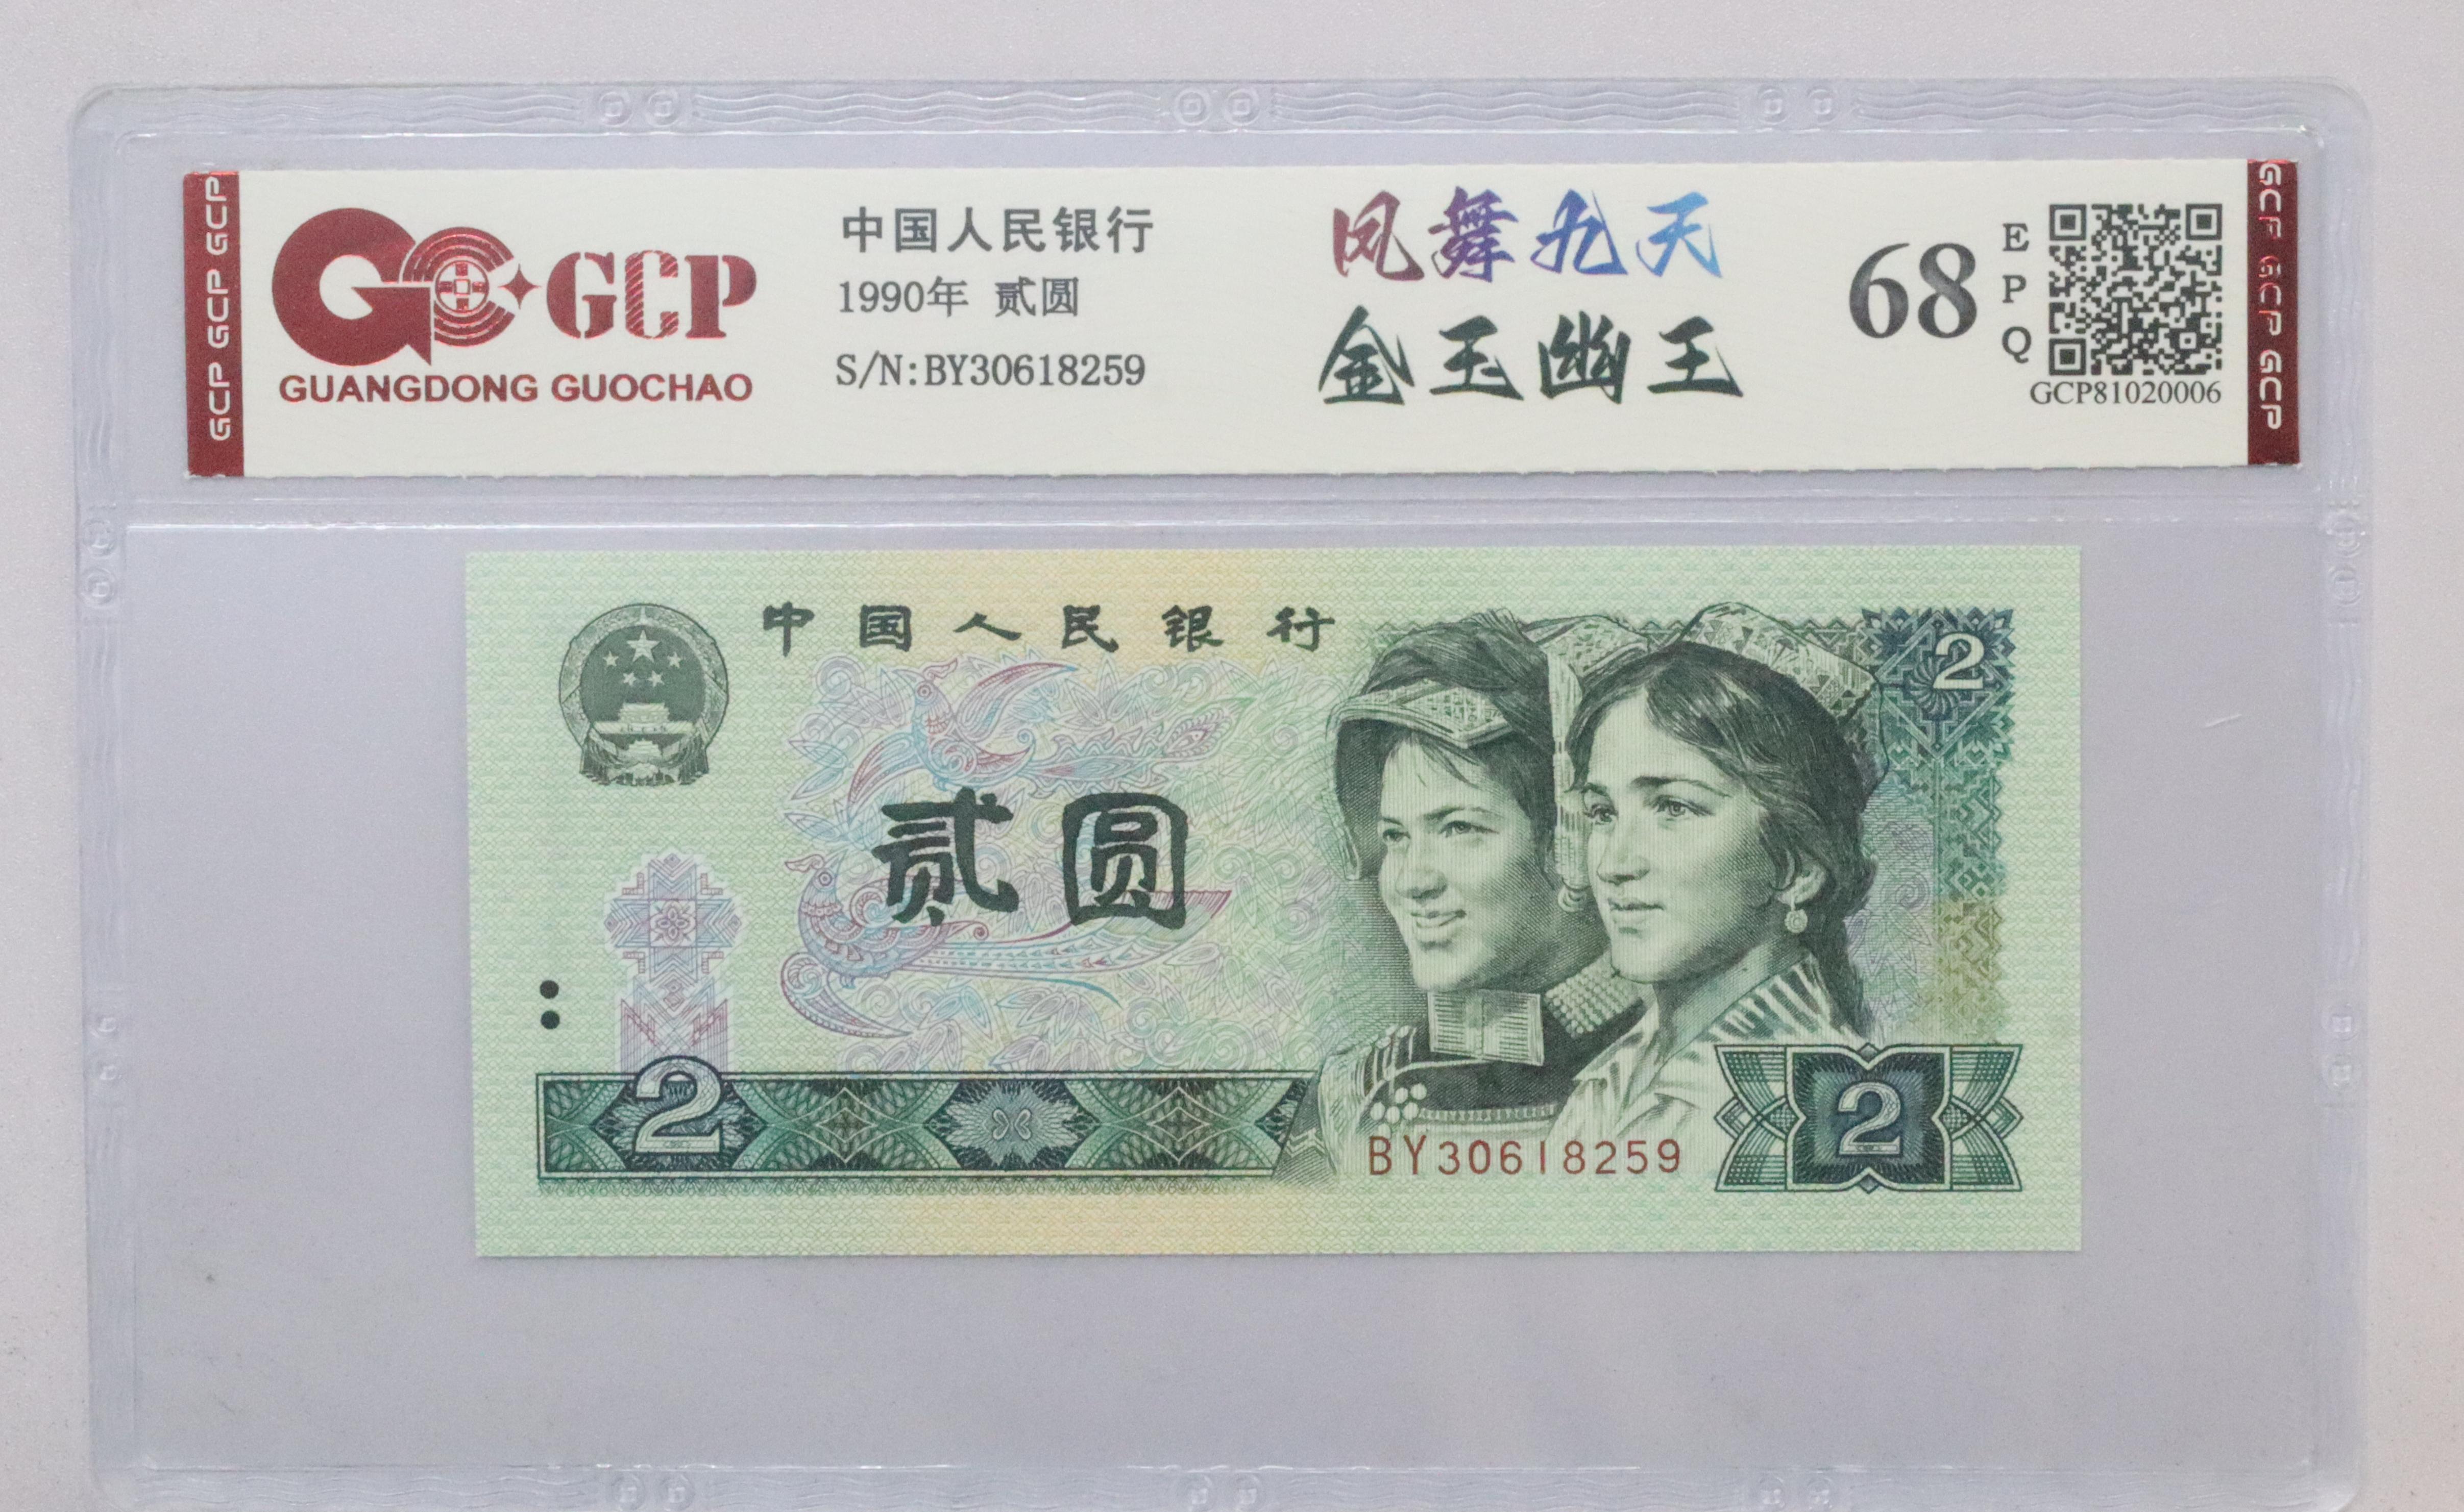 GCP GCP GCP
GCP
GUANGDONG GUOCHAO
中国人民银行
1990年 贰圆
S/N:BY30618259
凤舞九天
金玉幽王
68
EPQ
GCP81020006
GCP GCP GCP
中国人民银行
2
贰圆
2
BY30618259
2